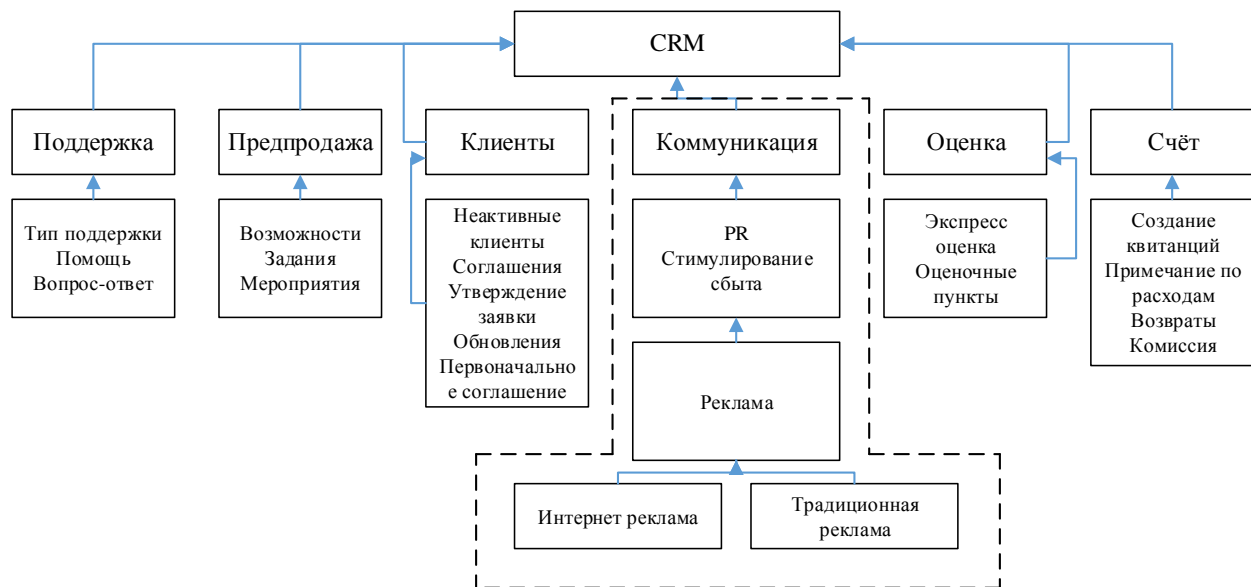 CRM
Поддержка
Предпродажа
Клиенты
Коммуникация
Оценка
Счёт
Тип поддержки
Помощь
Вопрос-ответ
Возможности
Задания
Мероприятия
Неактивные
клиенты
Соглашения
Утверждение
заявки
Обновления
Первоначально
е соглашение
PR
Стимулирование
сбыта
Экспресс
оценка
Оценочные
пункты
Создание
квитанций
Примечание по
расходам
Возвраты
Комиссия
Реклама
Интернет реклама
Традиционная
реклама